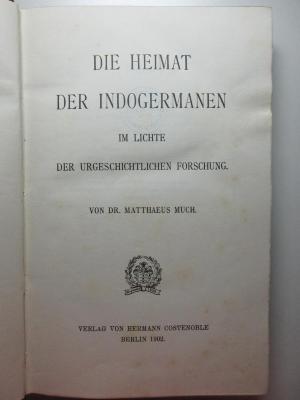 DIE HEIMAT
DER INDOGERMANEN
IM LICHTE
DER URGESCHICHTLICHEN FORSCHUNG.
VON DR. MATTHAEUS MUCH.
VERLAG VON HERMANN COSTENOBLE
BERLIN 1902.